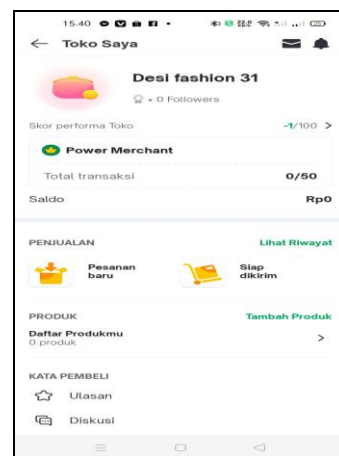 15.40
Toko Saya
Desi fashion 31
0 Followers
Skor performa Toko -1/100 >
Power Merchant
Total transaksi 0/50
Saldo Rp0
PENJUALAN Lihat Riwayat
Pesanan baru
Siap dikirim
PRODUK Tambah Produk
Daftar Produkmu
0 produk
KATA PEMBELI
Ulasan
Diskusi